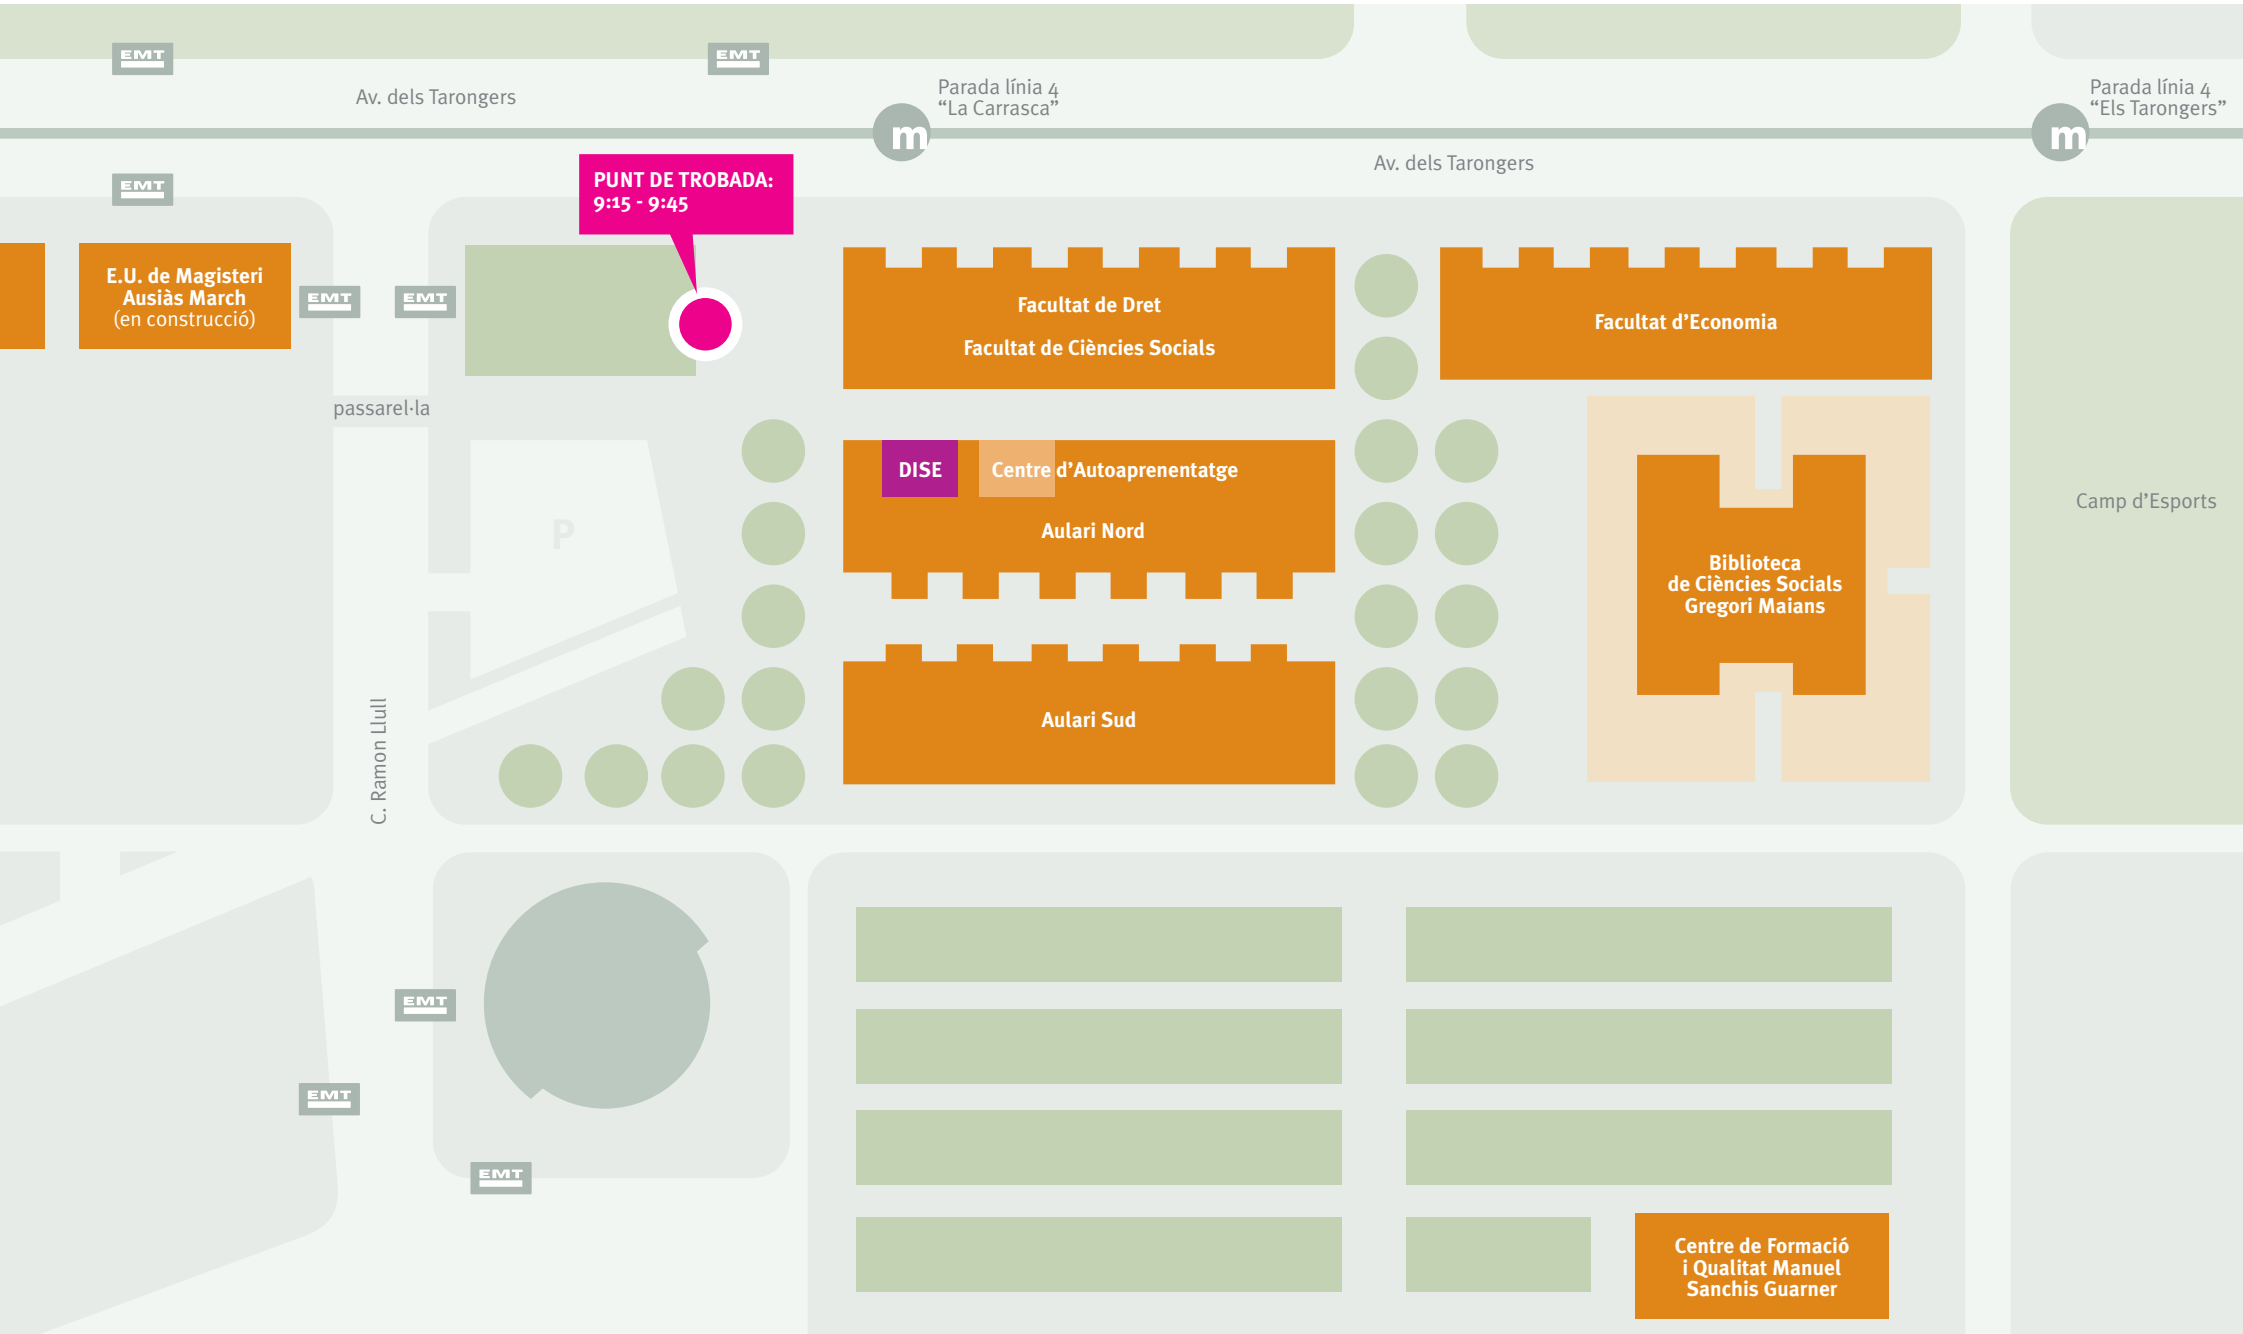 EMT
EMT
Av. dels Tarongers
Parada línia 4
“La Carrasca”
m
Parada línia 4
“Els Tarongers”
m
Av. dels Tarongers
EMT
PUNT DE TROBADA:
9:15 - 9:45
E.U. de Magisteri
Ausiàs March
(en construcció)
EMT
EMT
Facultat de Dret
Facultat de Ciències Socials
Facultat d’Economia
passarel·la
DISE
Centre d’Autoaprenentatge
Aulari Nord
P
Camp d’Esports
Biblioteca
de Ciències Socials
Gregori Maians
Aulari Sud
C. Ramon Llull
EMT
EMT
EMT
Centre de Formació
i Qualitat Manuel
Sanchis Guarner